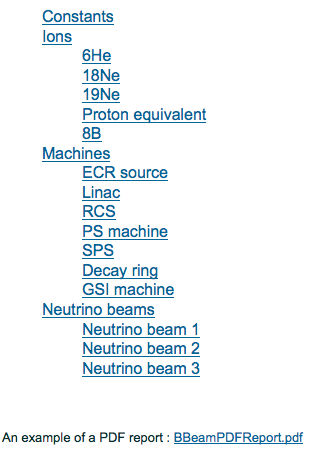 Constants
Ions
6He
18Ne
19Ne
Proton equivalent
8B
Machines
ECR source
Linac
RCS
PS machine
SPS
Decay ring
GSI machine
Neutrino beams
Neutrino beam 1
Neutrino beam 2
Neutrino beam 3
An example of a PDF report : BBeamPDFReport.pdf